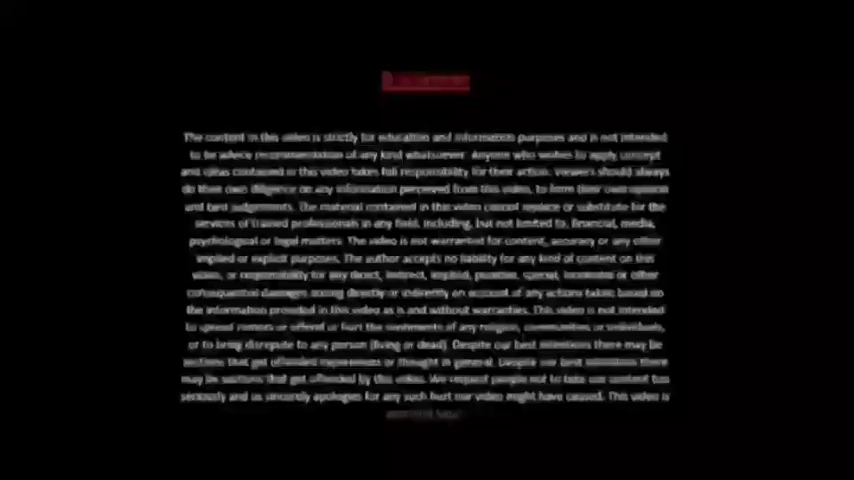 The content in this video is strictly for education and information purposes and is not intended
to be advice recommendation of any kind whatsoever. Anyone who wishes to apply concept
and ideas contained in this video takes full responsibility for their action. Viewers should always
do their own diligence on any information perceived from this video, to form their own opinion
and best judgements. The material contained in this video cannot replace or substitute for the
services of trained professionals in any field, including, but not limited to, financial, media,
psychological or legal matters. The video is not warranted for content, accuracy or any other
implied or explicit purposes. The author accepts no liability for any kind of content on this
video, or responsibility for any direct, indirect, implied, punitive, special, incidental or other
consequential damages arising directly or indirectly on account of any actions taken based on
the information provided in this video as is and without warranties. This video is not intended
to spread rumors or offend or hurt the sentiments of any religion, communities or individuals,
or to bring disrepute to any person (living or dead). Despite our best intentions there may be
sections that get offended or thought in general. Despite our best intentions there
may be sections that get offended by this video. We request people not to take our content too
seriously and us sincerely apologies for any such hurt our video might have caused. This video is